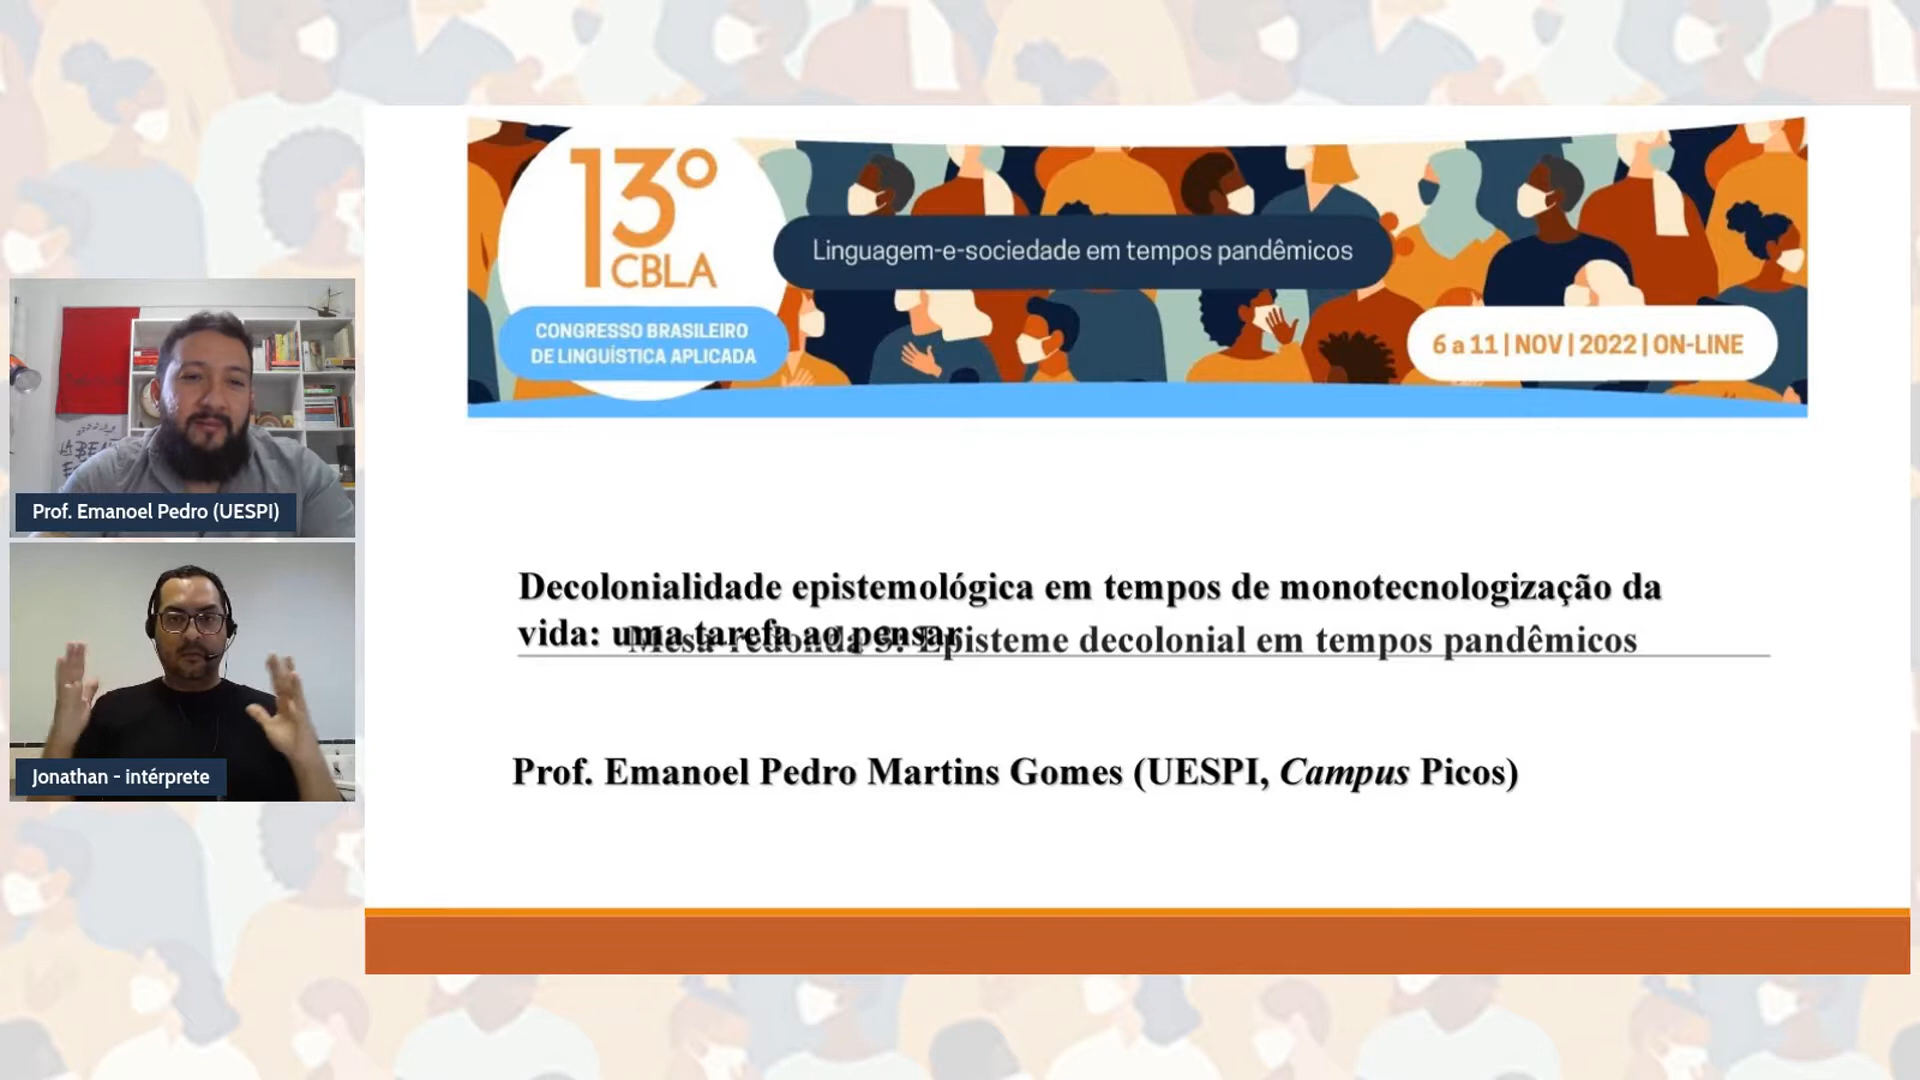 13º
CBLA
CONGRESSO BRASILEIRO
DE LINGUÍSTICA APLICADA
Linguagem-e-sociedade em tempos pandêmicos
6 a 11 | NOV | 2022 | ON-LINE
Prof. Emanoel Pedro (UESPI)
Jonathan - intérprete
Decolonialidade epistemológica em tempos de monotecnologização da
vida: uma tarefa ao pensar
Mesa-redonda Episteme decolonial em tempos pandêmicos
Prof. Emanoel Pedro Martins Gomes (UESPI, Campus Picos)